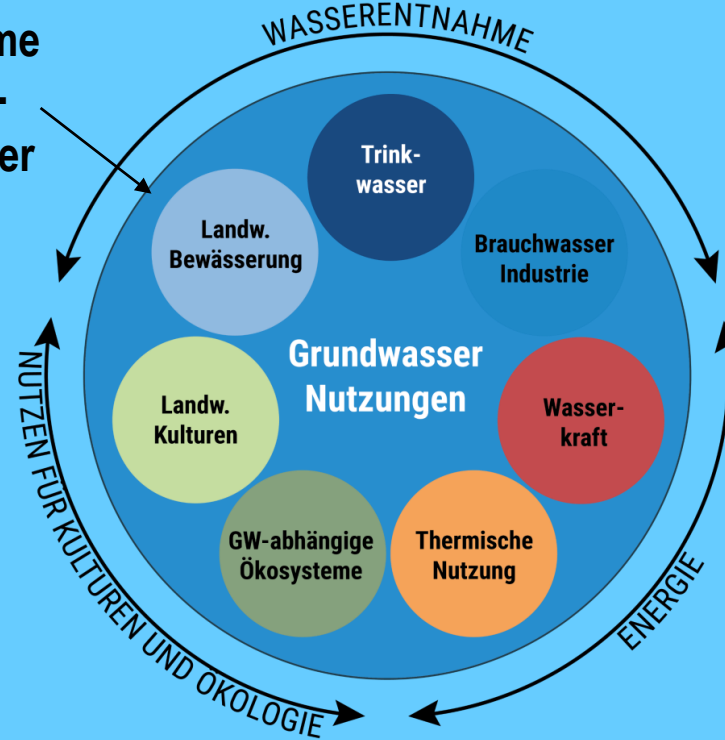 WASSERENTNAHME
Trink-
wasser
Landw.
Bewässerung
Brauchwasser
Industrie
Grundwasser
Nutzungen
Landw.
Kulturen
Wasser-
kraft
GW-abhängige
Ökosysteme
Thermische
Nutzung
NUTZEN FÜR KULTUREN UND ÖKOLOGIE
ENERGIE